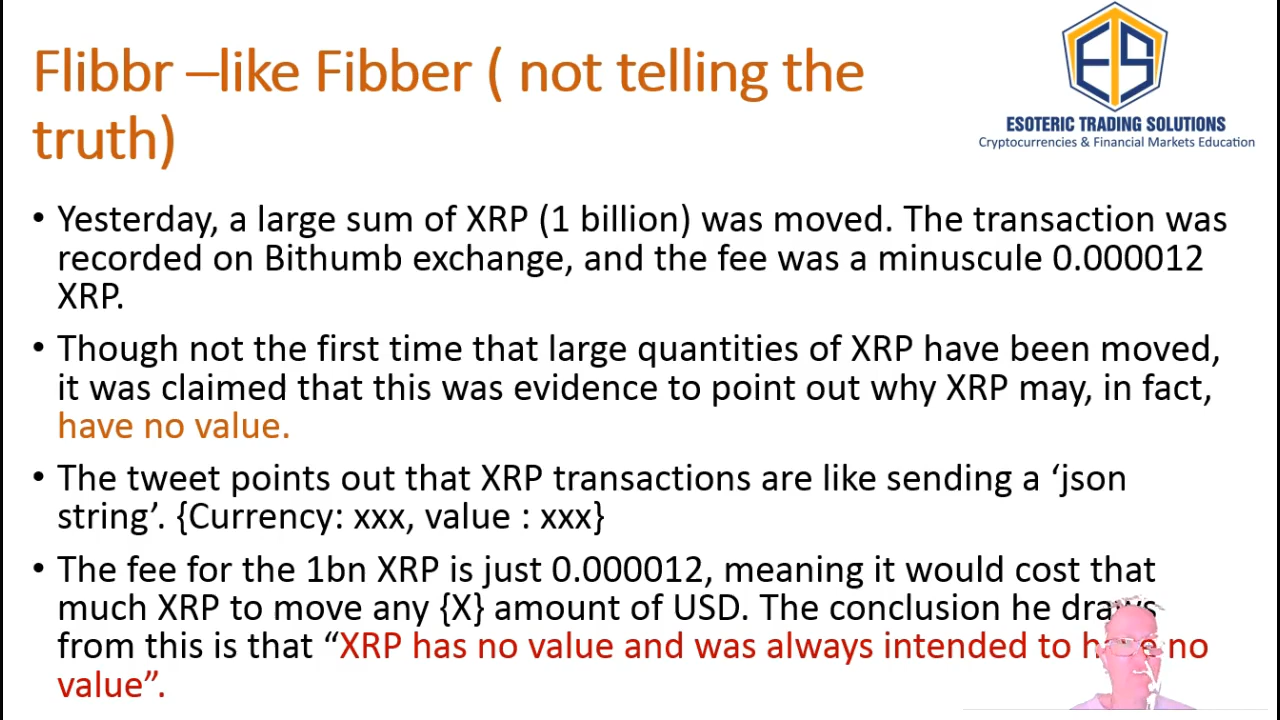 Flibbr –like Fibber ( not telling the
truth)
ES
ESOTERIC TRADING SOLUTIONS
Cryptocurrencies & Financial Markets Education
• Yesterday, a large sum of XRP (1 billion) was moved. The transaction was
recorded on Bithumb exchange, and the fee was a minuscule 0.000012
XRP.
• Though not the first time that large quantities of XRP have been moved,
it was claimed that this was evidence to point out why XRP may, in fact,
have no value.
• The tweet points out that XRP transactions are like sending a ‘json
string’. {Currency: xxx, value : xxx}
• The fee for the 1bn XRP is just 0.000012, meaning it would cost that
much XRP to move any {X} amount of USD. The conclusion he draws
from this is that “XRP has no value and was always intended to have no
value”.